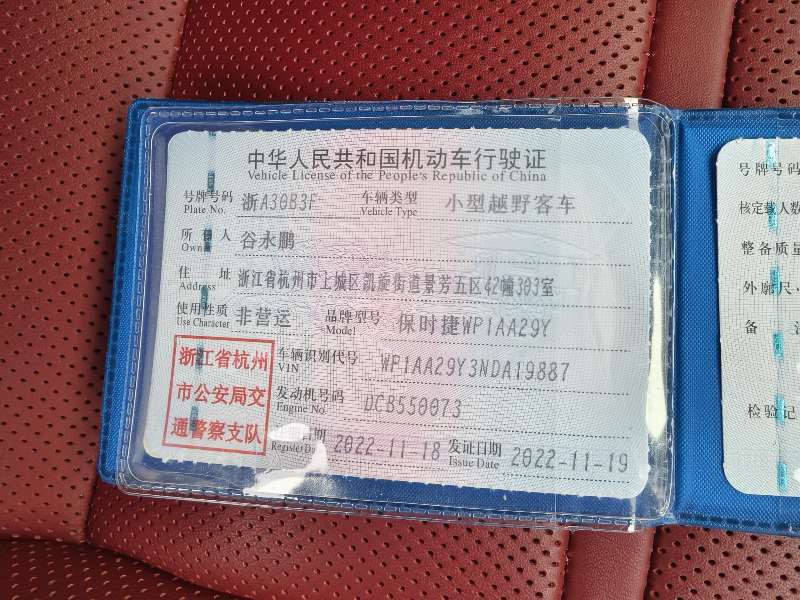 中华人民共和国机动车行驶证
Vehicle License of the People's Republic of China
号牌号码 浙A30B3F 车辆类型 小型越野客车
Plate No. Vehicle Type
所 人 谷永鹏
Owner
住 址 浙江省杭州市上城区凯旋街道景芳五区42幢303室
Address
使用性质 非营运 品牌型号 保时捷WP1AA29Y
Use Character Model
浙江省杭州
市公安局交
通警察支队
车辆识别代号 WP1AA29Y3NDA19887
VIN
发动机号码 DCB550073
Engine No.
日期 2022-11-18 发证日期 2022-11-19
Register Date Issue Date
号牌号码
核定载人数
整备质量
外廓尺寸
备
检验记